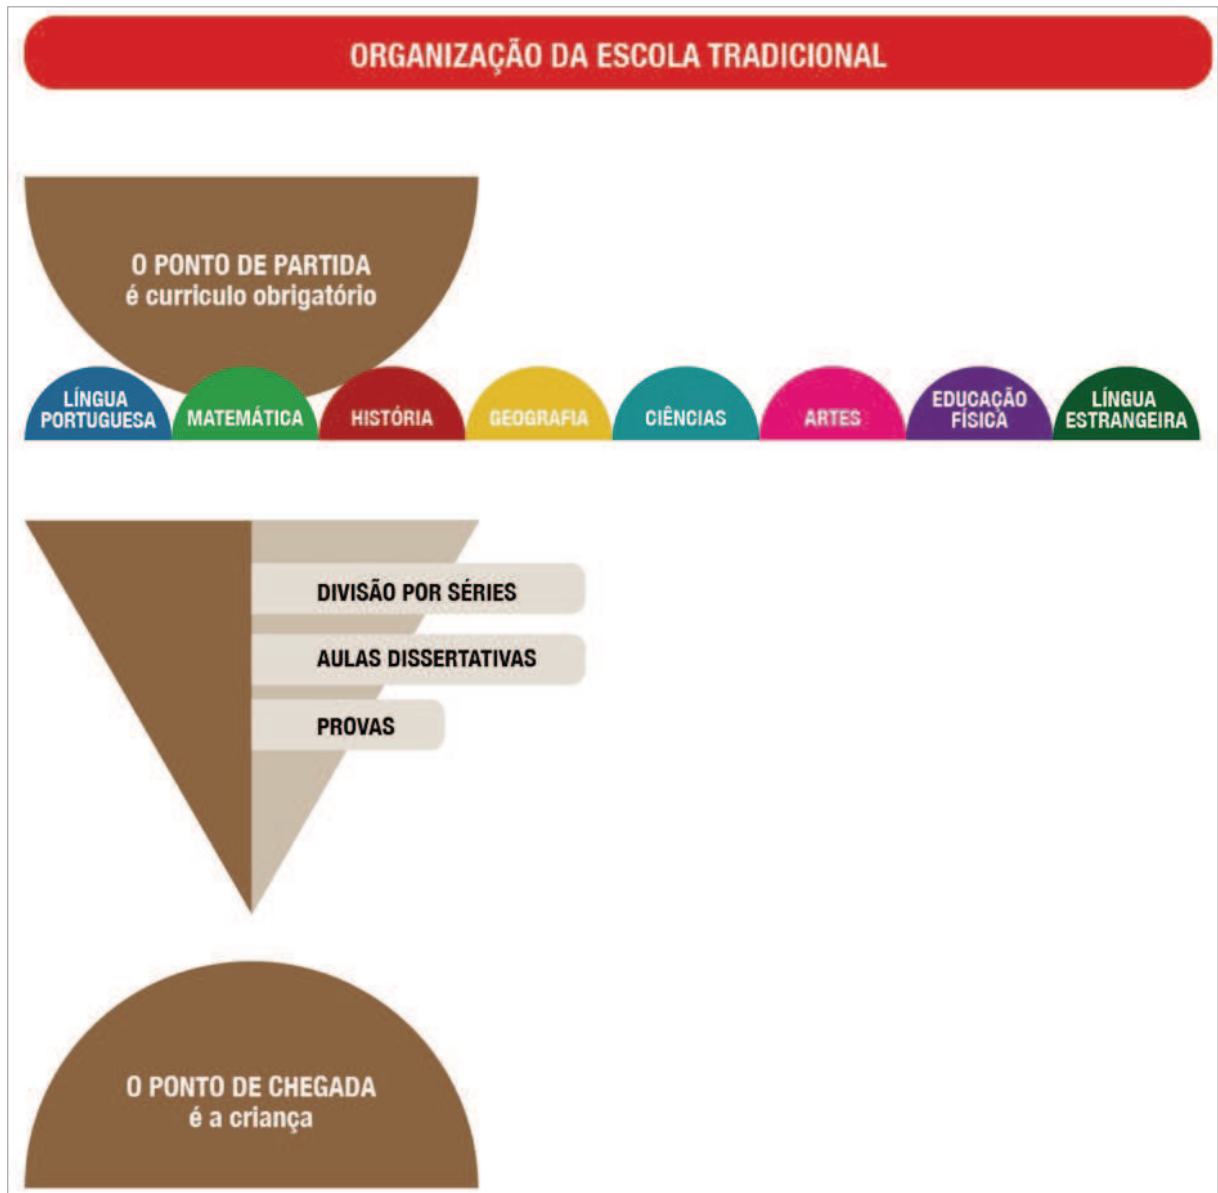 ORGANIZAÇÃO DA ESCOLA TRADICIONAL
O PONTO DE PARTIDA
é curriculo obrigatório
LÍNGUA
PORTUGUESA
MATEMÁTICA
HISTÓRIA
GEOGRAFIA
CIÊNCIAS
ARTES
EDUCAÇÃO
FÍSICA
LÍNGUA
ESTRANGEIRA
DIVISÃO POR SÉRIES
AULAS DISSERTATIVAS
PROVAS
O PONTO DE CHEGADA
é a criança